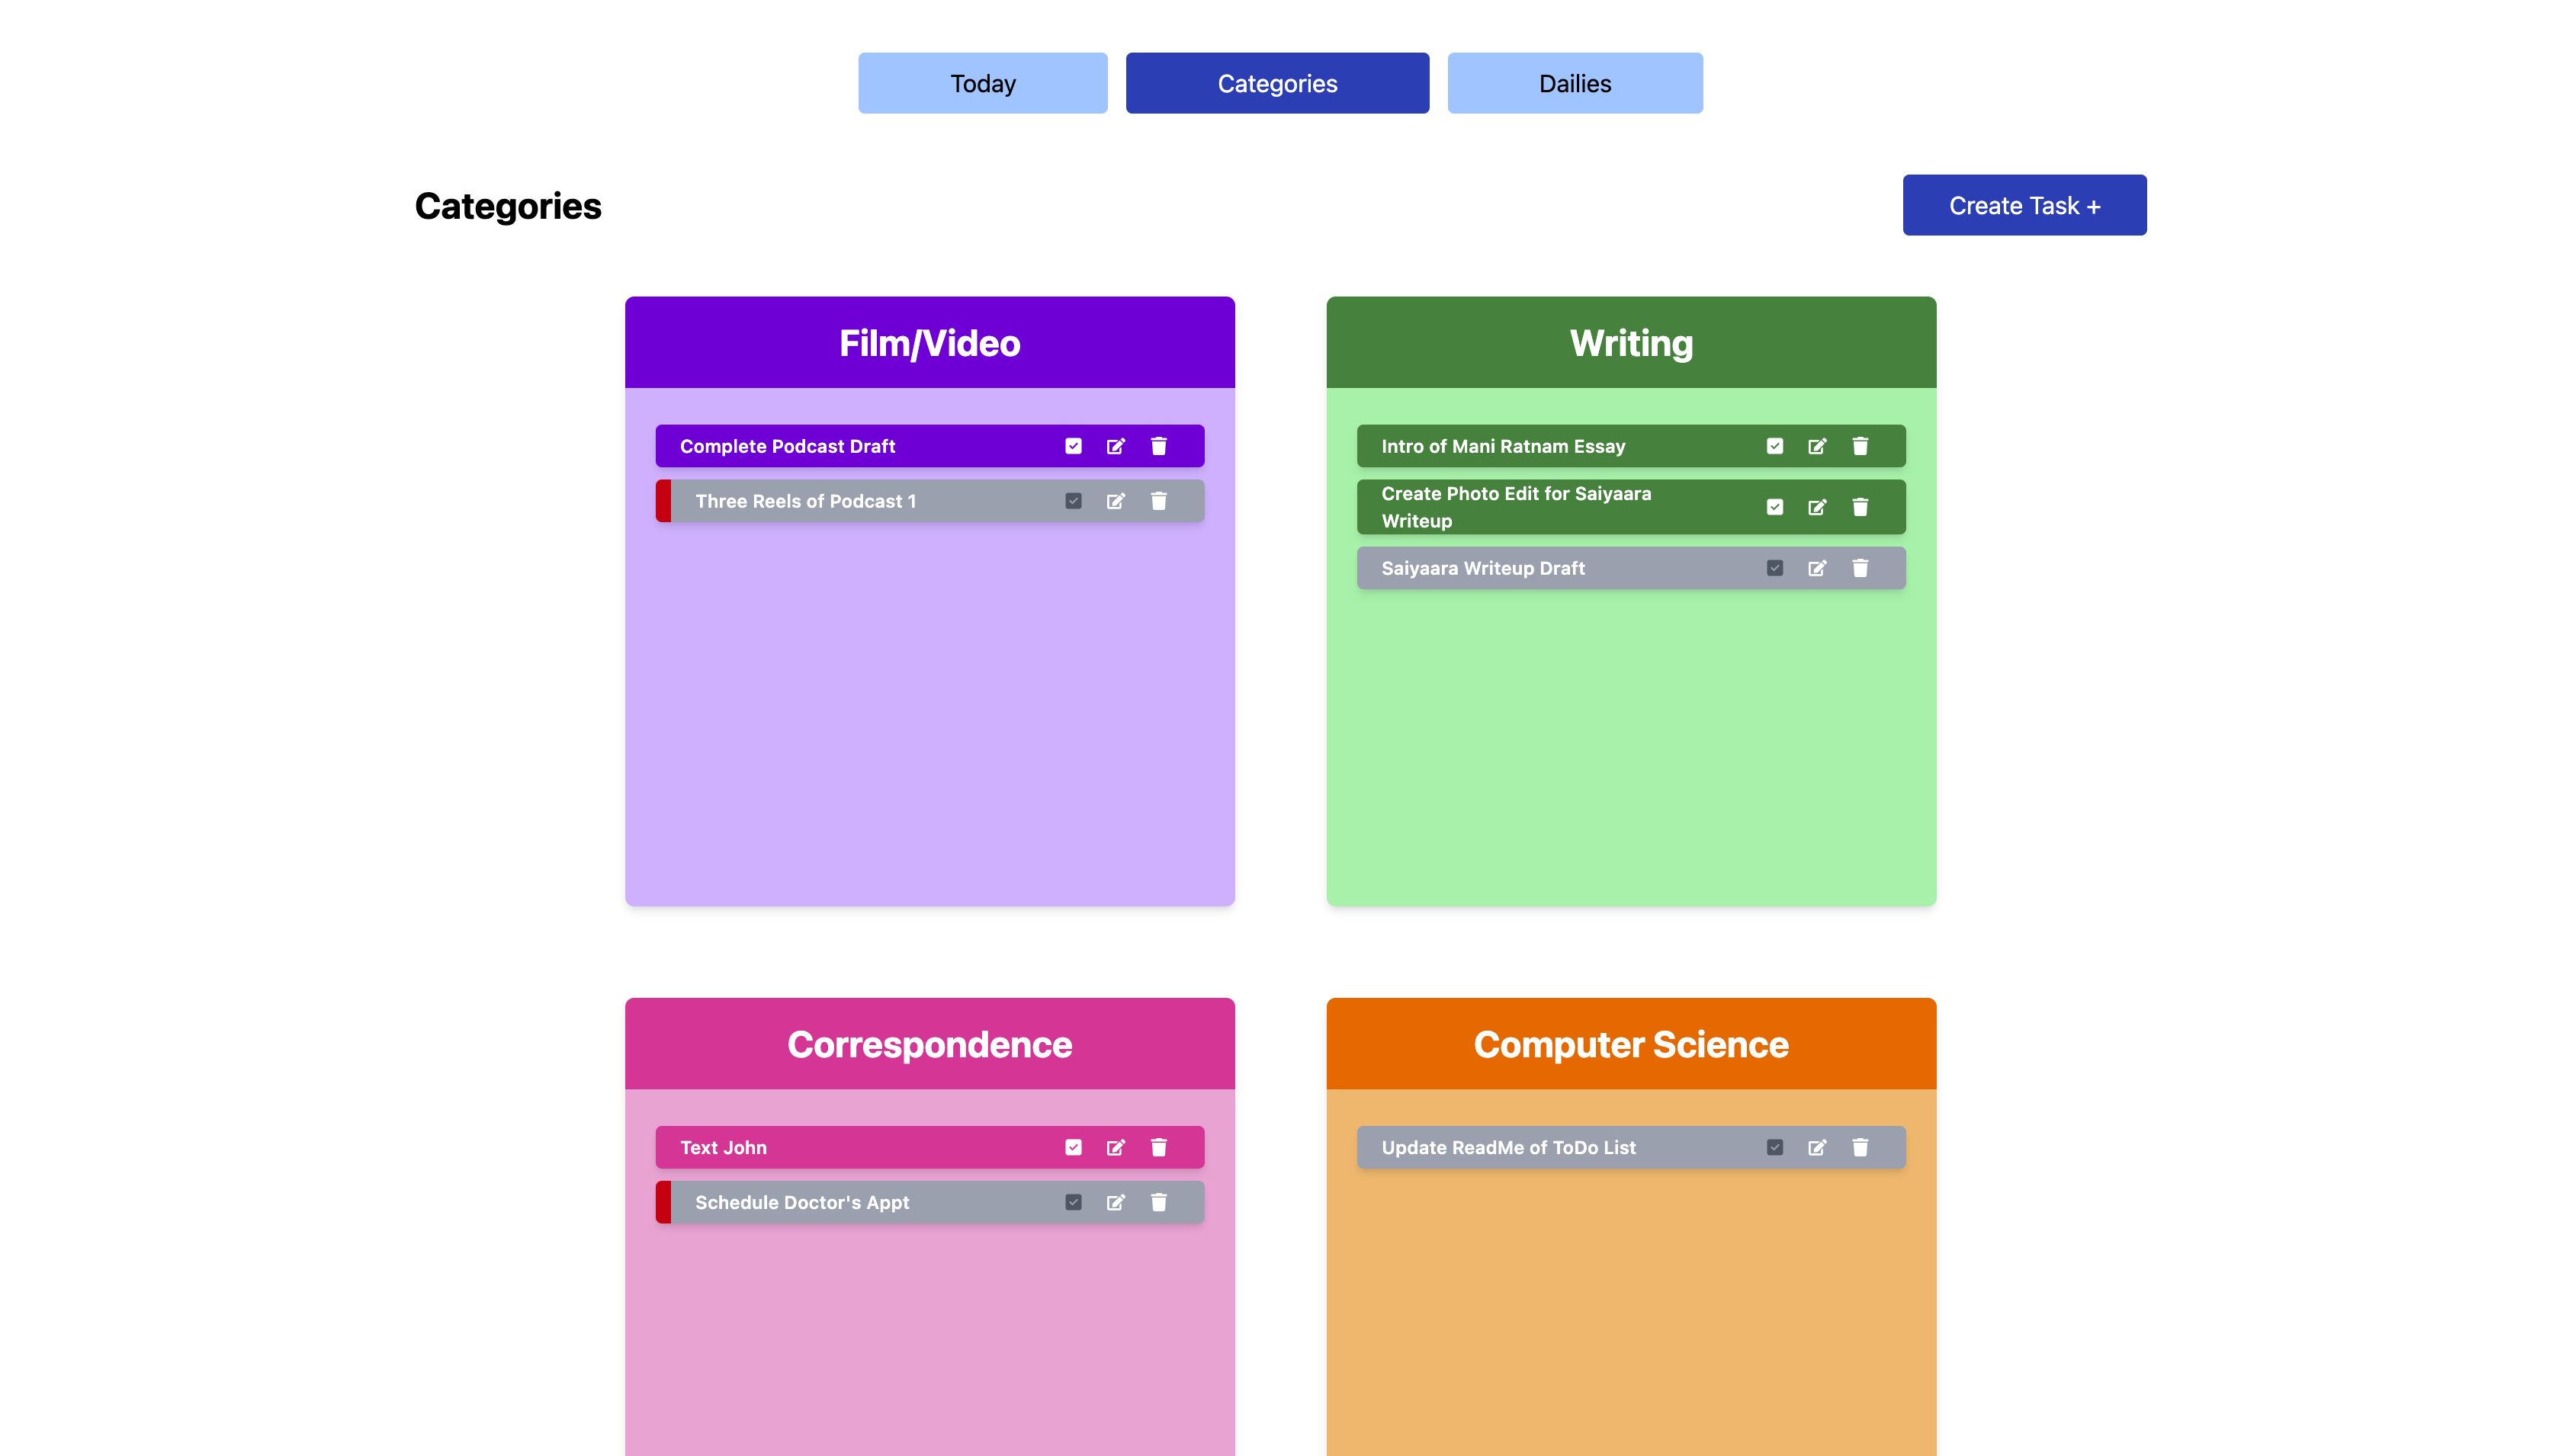 Today
Categories
Dailies
Categories
Create Task +
Film/Video
Complete Podcast Draft
Three Reels of Podcast 1
Writing
Intro of Mani Ratnam Essay
Create Photo Edit for Saiyaara
Writeup
Saiyaara Writeup Draft
Correspondence
Text John
Schedule Doctor's Appt
Computer Science
Update ReadMe of ToDo List